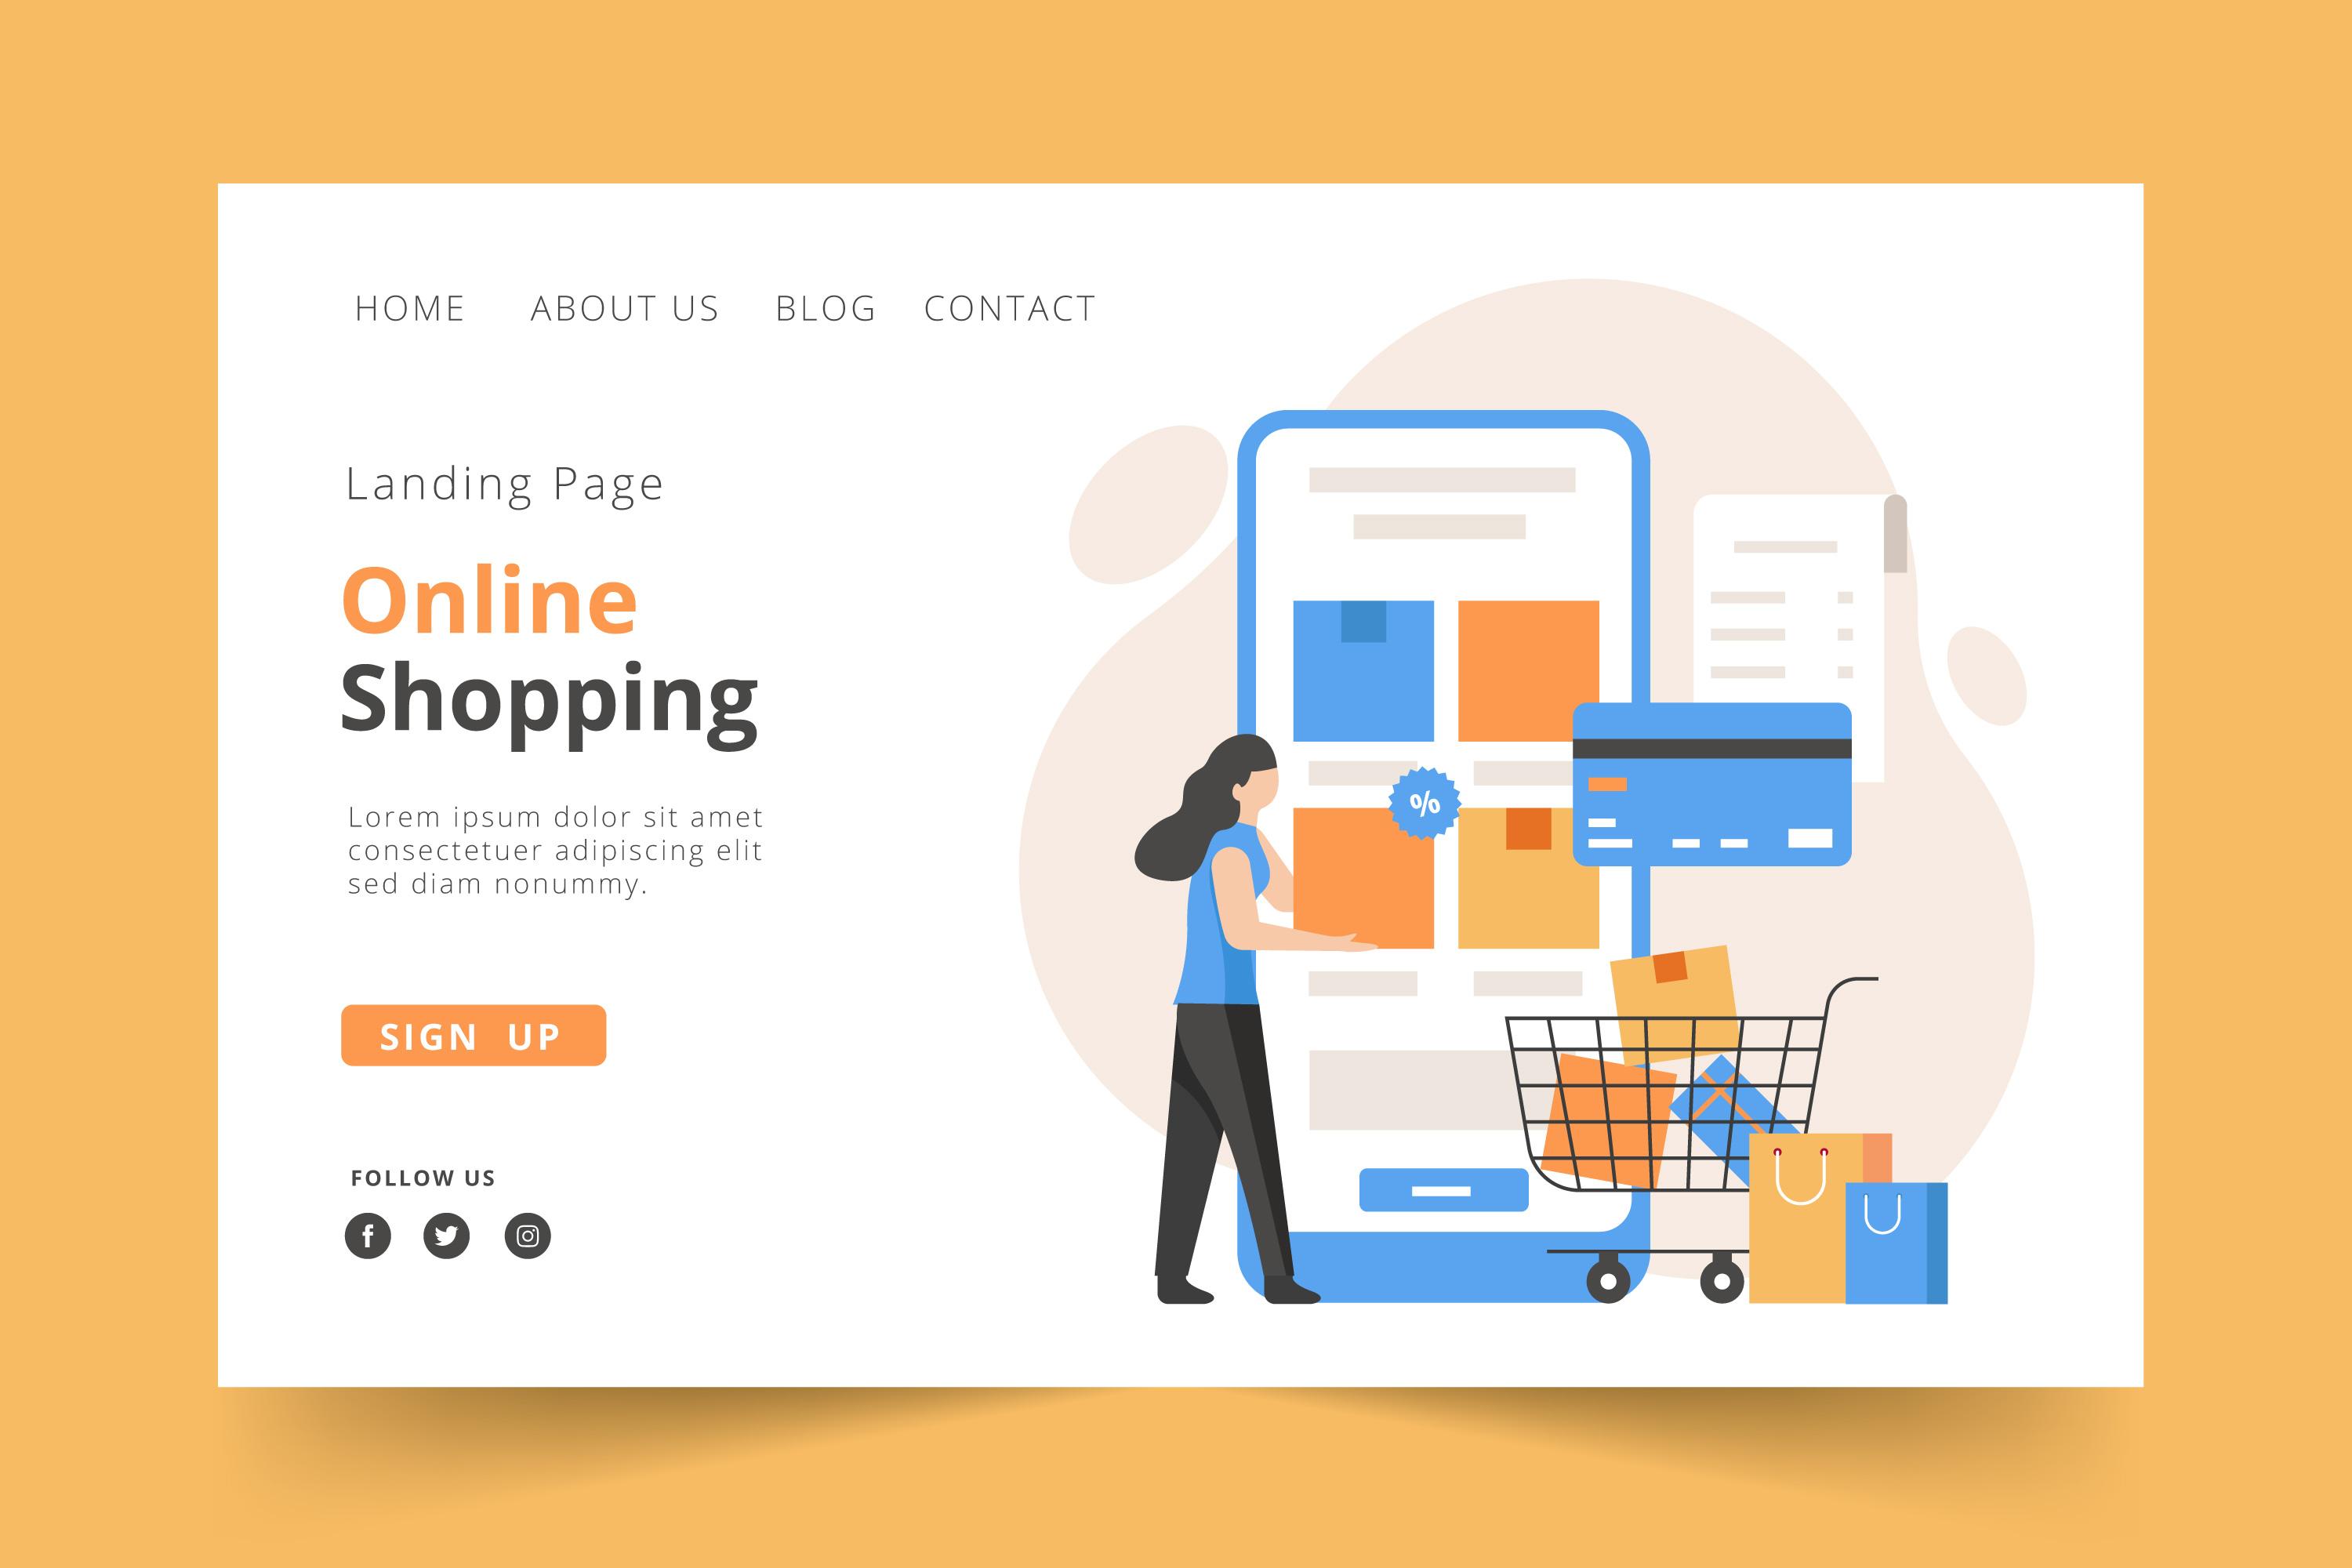 HOME ABOUT US BLOG CONTACT
Landing Page
Online
Shopping
Lorem ipsum dolor sit amet
consectetuer adipiscing elit
sed diam nonummy.
SIGN UP
FOLLOW US
%